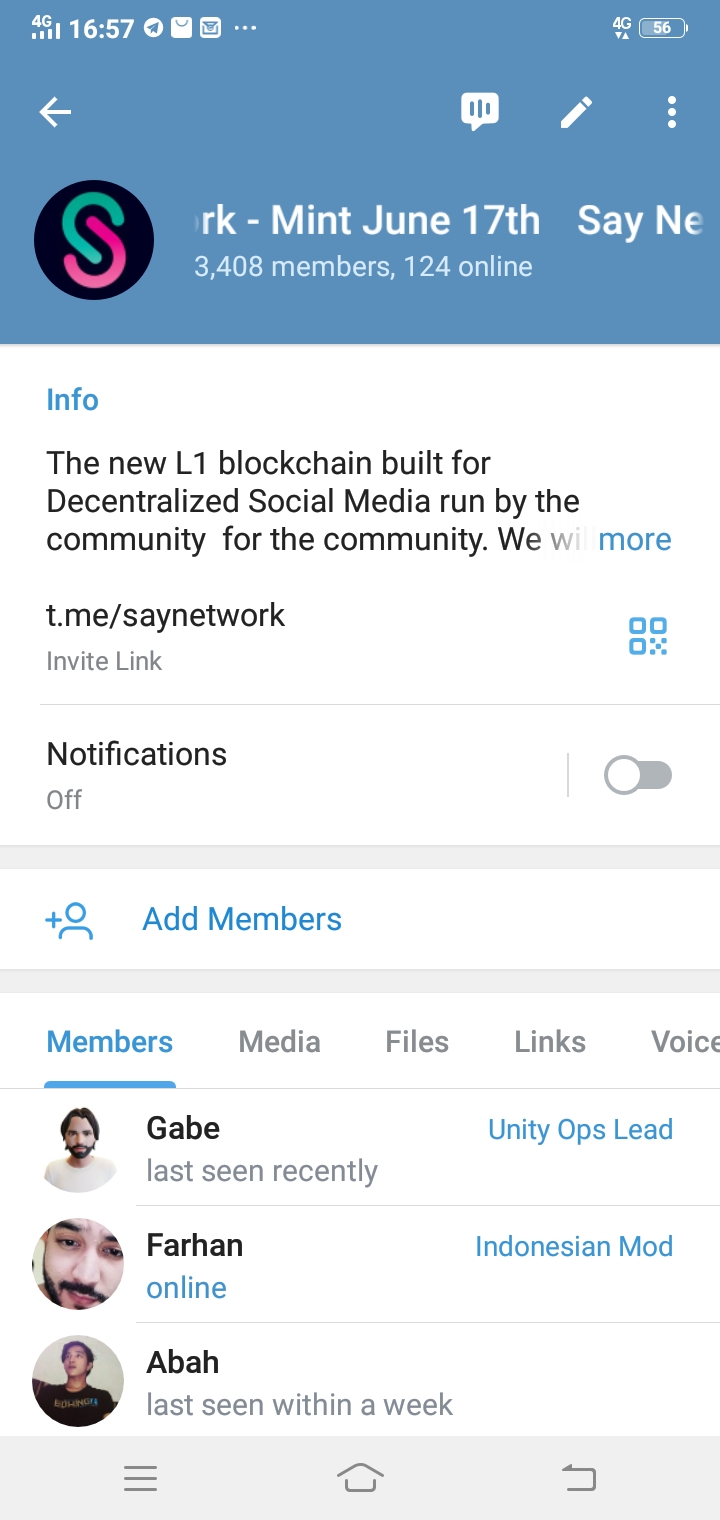 4G 16:57 ... 4G 56
rk - Mint June 17th Say Ne
3,408 members, 124 online
Info
The new L1 blockchain built for
Decentralized Social Media run by the
community for the community. We wi more
t.me/saynetwork
Invite Link
Notifications
Off
Add Members
Members Media Files Links Voice
Gabe Unity Ops Lead
last seen recently
Farhan Indonesian Mod
online
Abah
last seen within a week